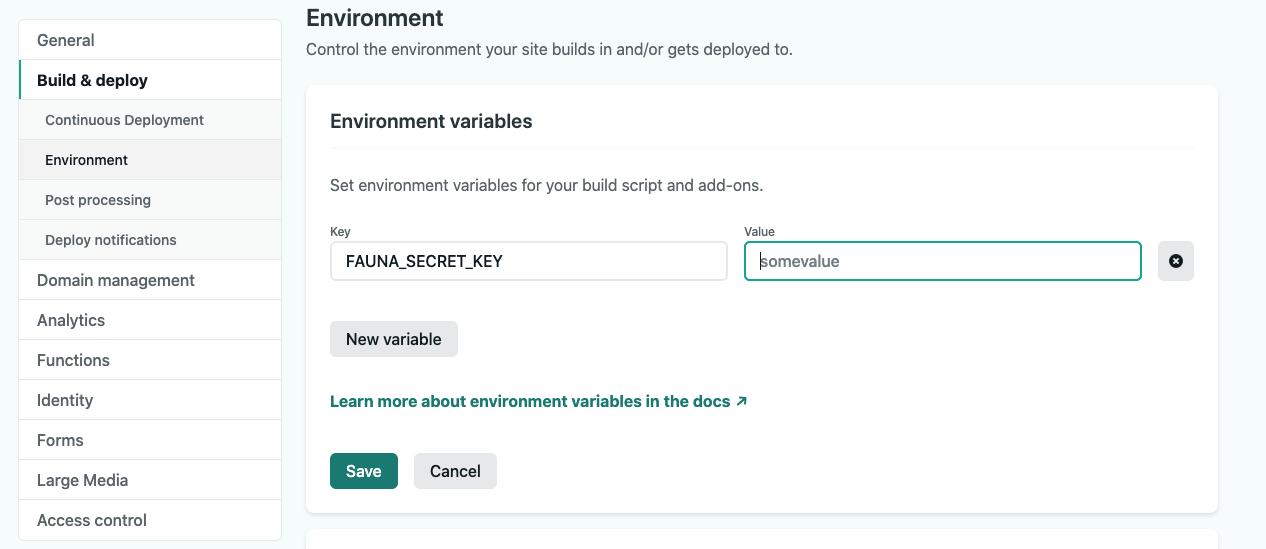 General
Build & deploy
Continuous Deployment
Environment
Post processing
Deploy notifications
Domain management
Analytics
Functions
Identity
Forms
Large Media
Access control
Environment
Control the environment your site builds in and/or gets deployed to.
Environment variables
Set environment variables for your build script and add-ons.
Key
Value
FAUNA_SECRET_KEY
somevalue
New variable
Learn more about environment variables in the docs ↗
Save
Cancel